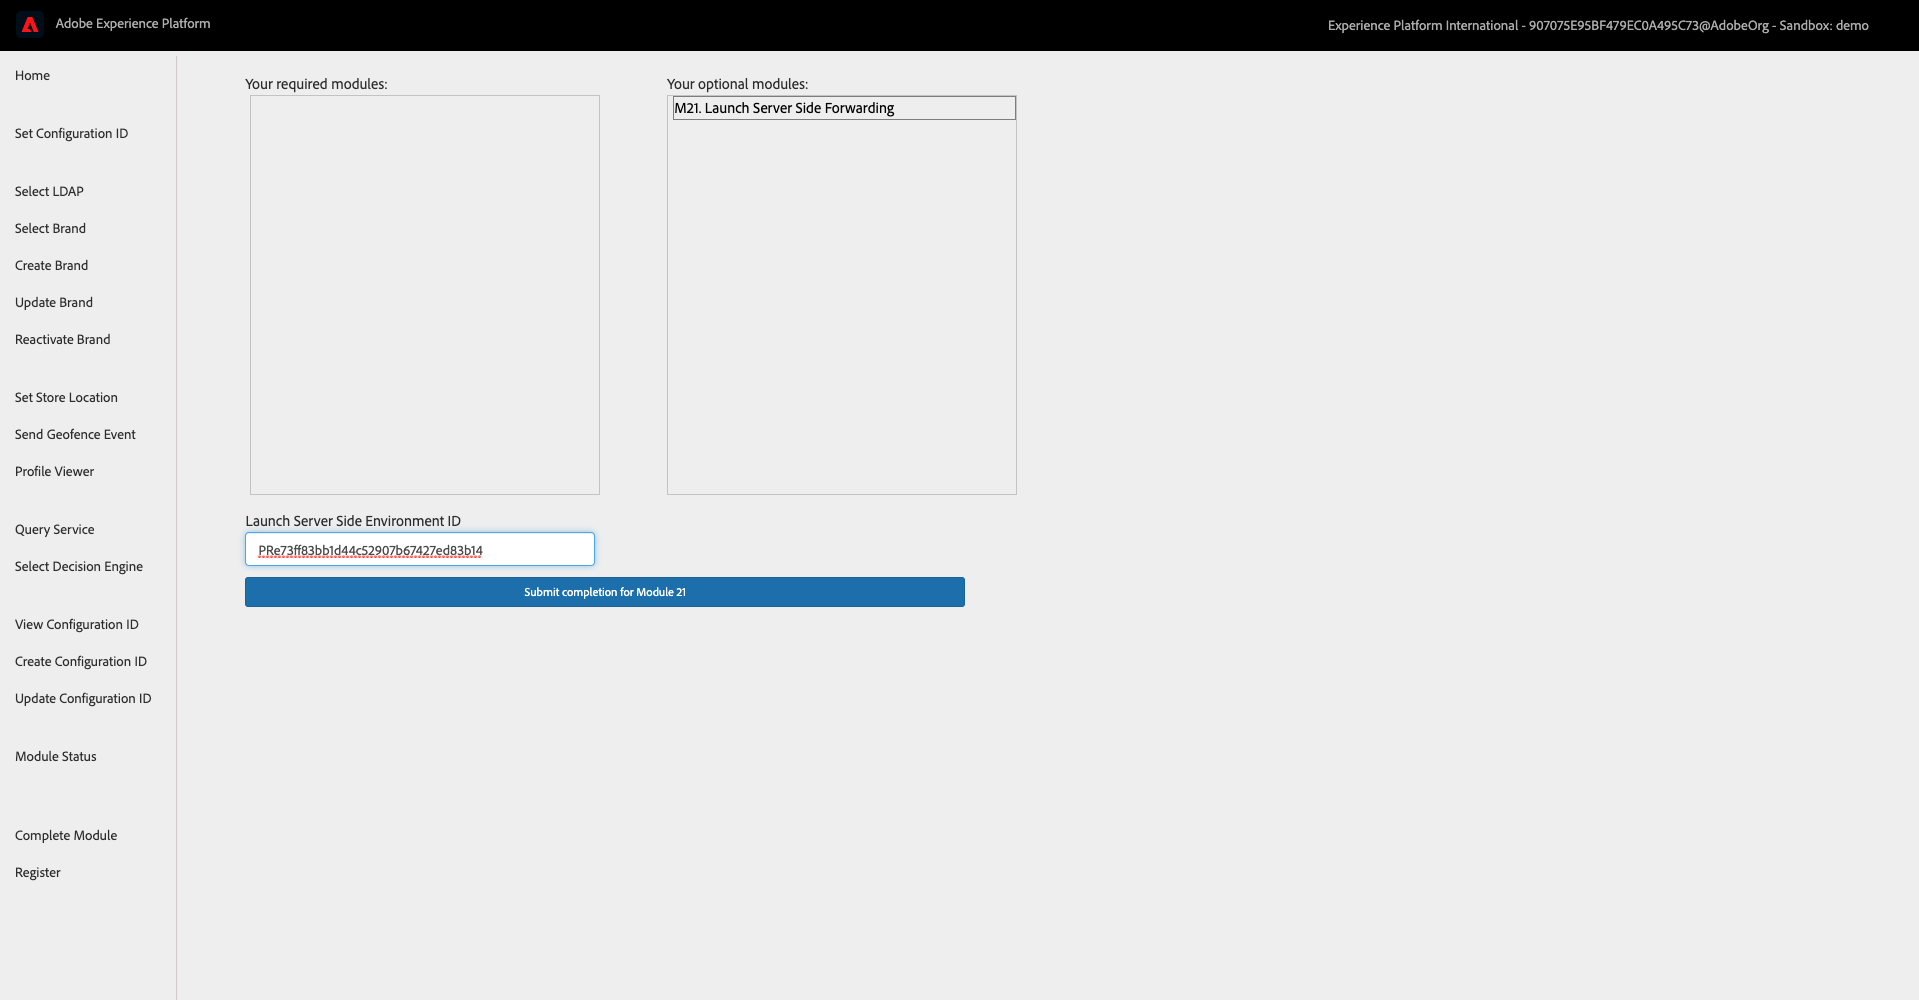 Adobe Experience Platform
Experience Platform International - 907075E95BF479EC0A495C73@AdobeOrg - Sandbox: demo
Home
Set Configuration ID
Select LDAP
Select Brand
Create Brand
Update Brand
Reactivate Brand
Set Store Location
Send Geofence Event
Profile Viewer
Query Service
Select Decision Engine
View Configuration ID
Create Configuration ID
Update Configuration ID
Module Status
Complete Module
Register
Your required modules:
Your optional modules:
M21. Launch Server Side Forwarding
Launch Server Side Environment ID
PRe73ff83bb1d44c52907b67427ed83b14
Submit completion for Module 21